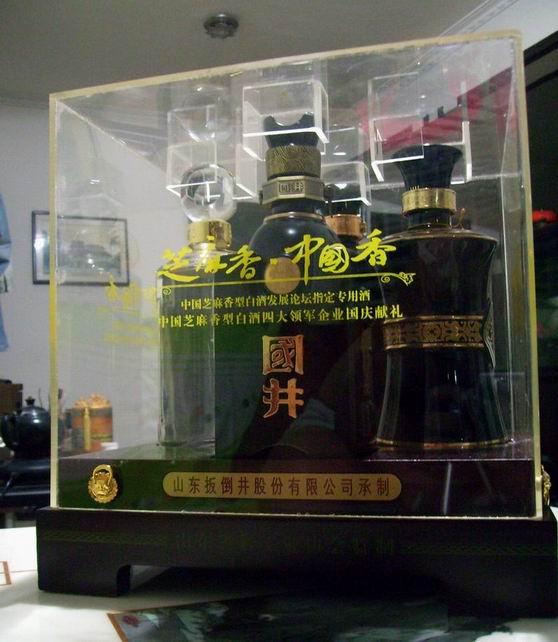 芝麻香·中國香
中国芝麻香型白酒发展论坛指定专用酒
中国芝麻香型白酒四大领军企业国庆献礼
國井
山东扳倒井股份有限公司承制